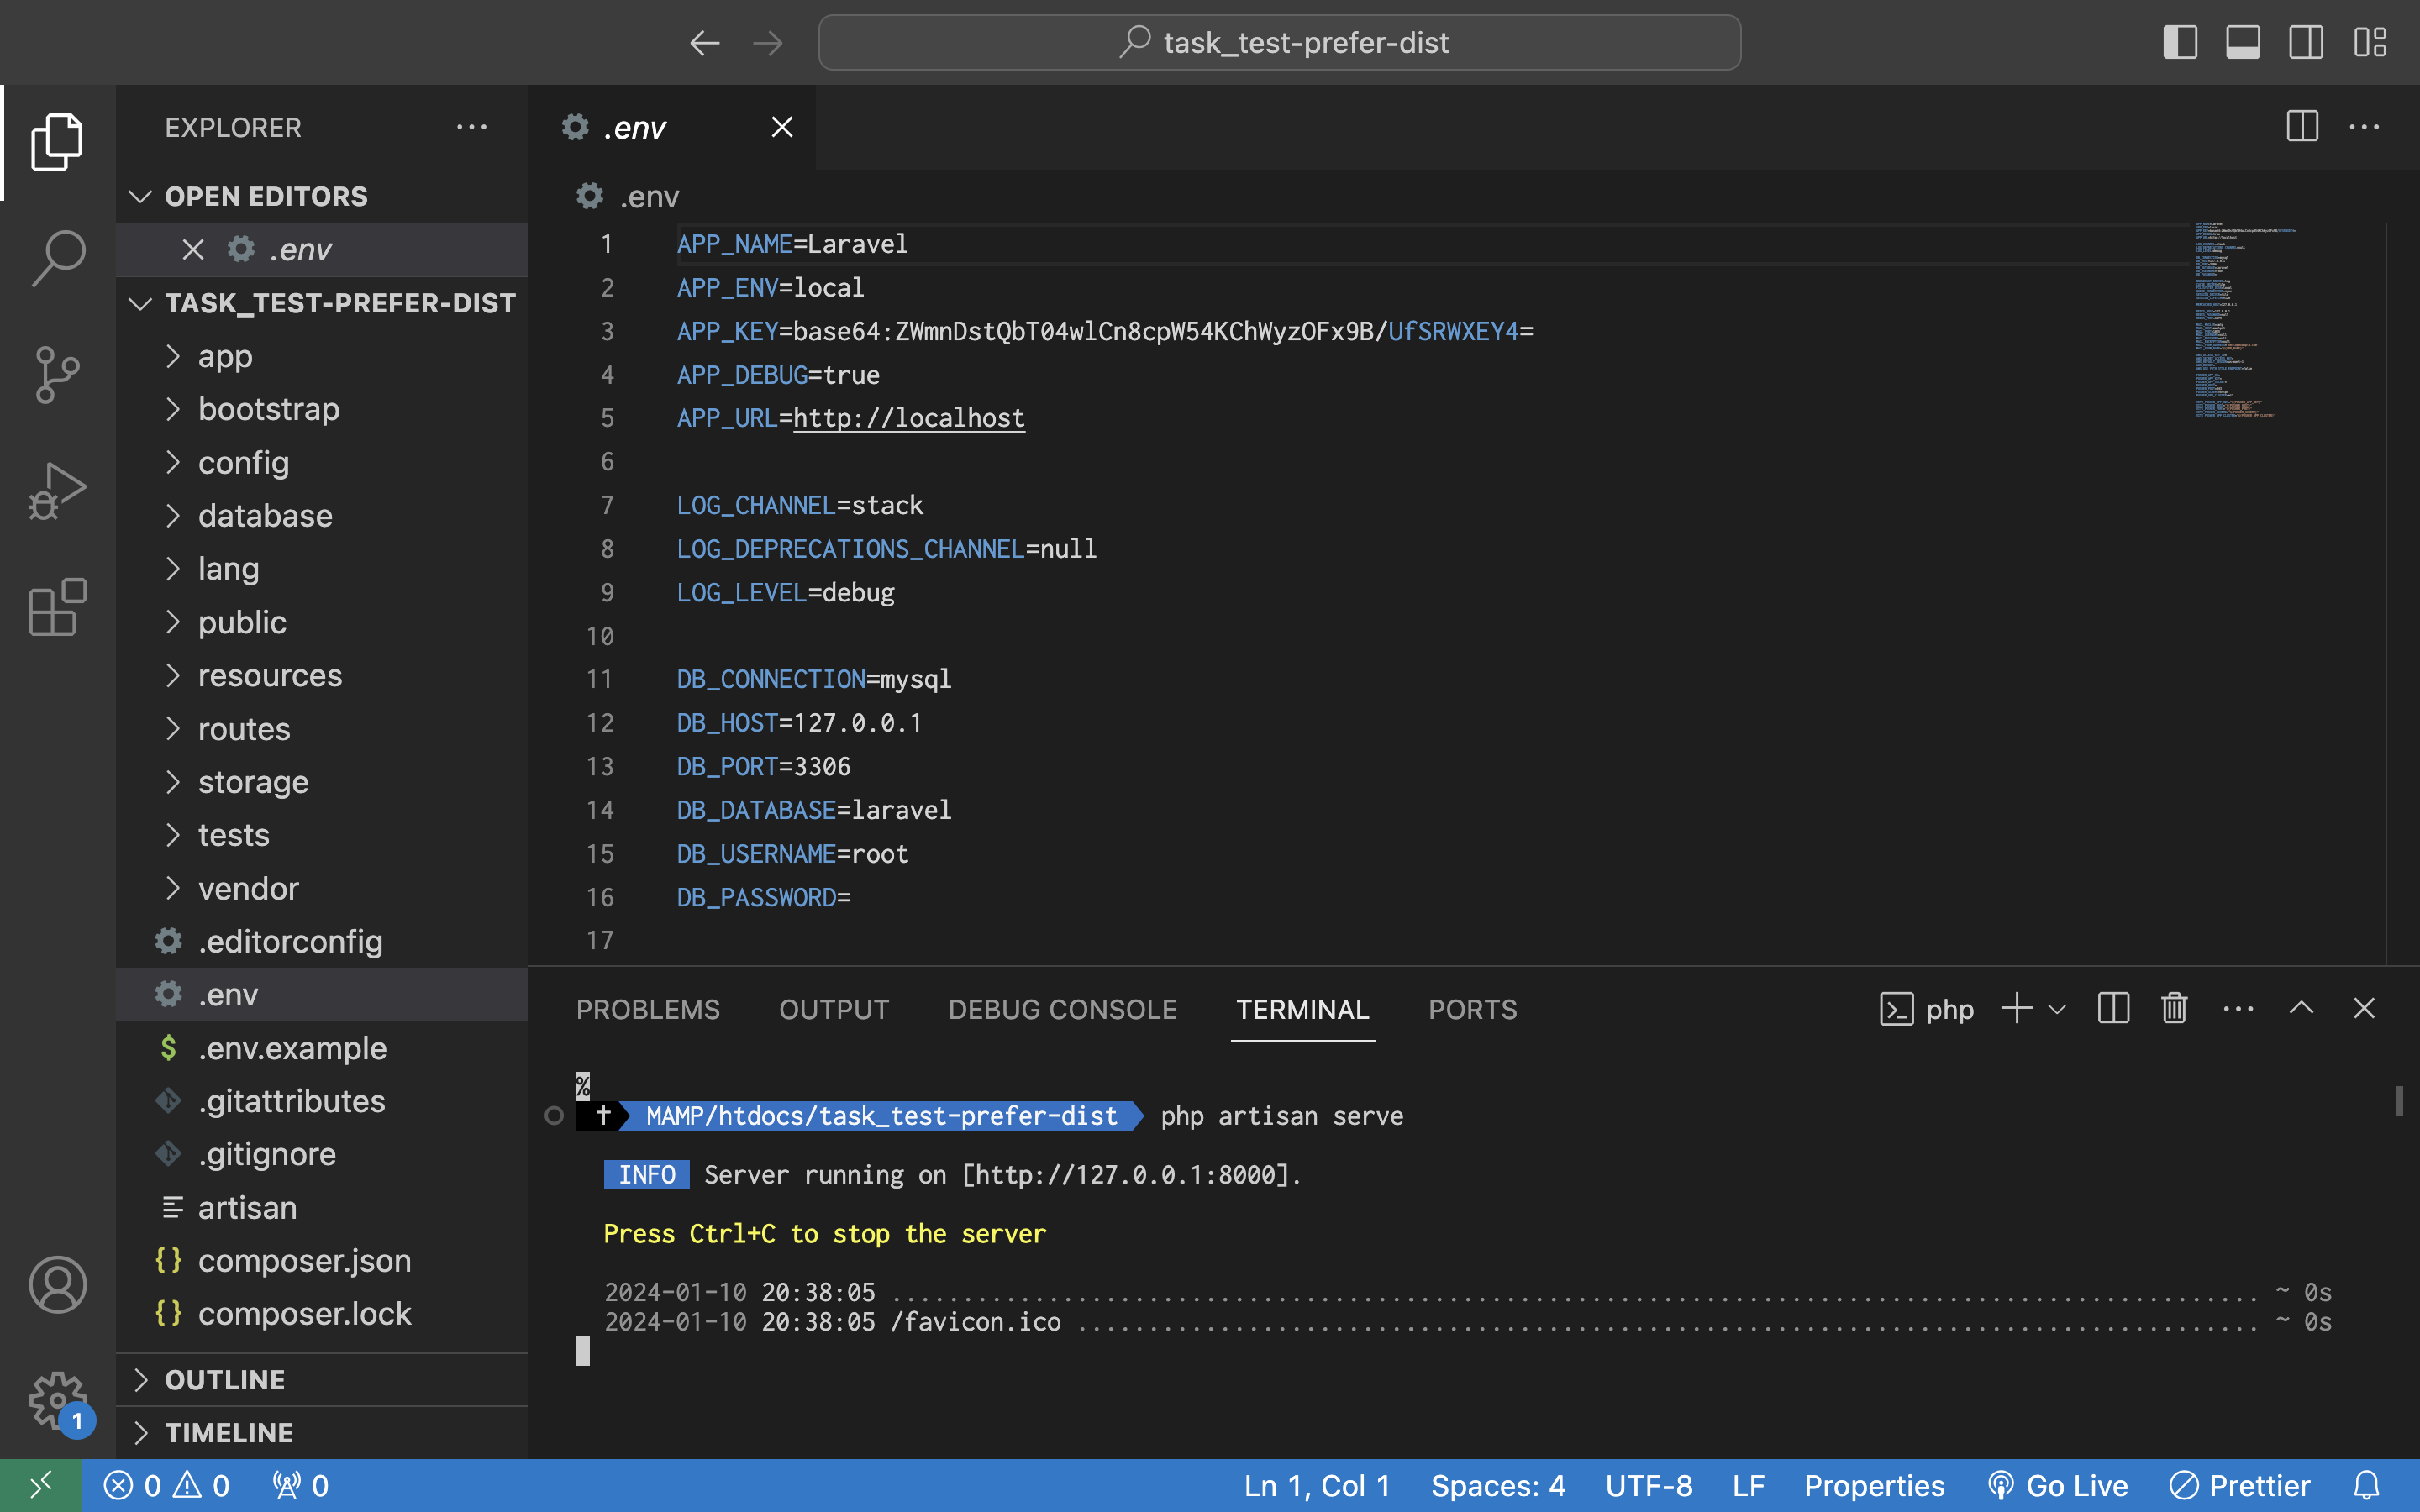 task_test-prefer-dist
EXPLORER
.env
OPEN EDITORS
.env
TASK_TEST-PREFER-DIST
app
bootstrap
config
database
lang
public
resources
routes
storage
tests
vendor
.editorconfig
.env
.env.example
.gitattributes
.gitignore
artisan
composer.json
composer.lock
OUTLINE
TIMELINE
.env
1 APP_NAME=Laravel
2 APP_ENV=local
3 APP_KEY=base64:ZWmnDstQbT04wlCn8cpW54KChWyzOFx9B/UfSRWXEY4=
4 APP_DEBUG=true
5 APP_URL=http://localhost
6
7 LOG_CHANNEL=stack
8 LOG_DEPRECATIONS_CHANNEL=null
9 LOG_LEVEL=debug
10
11 DB_CONNECTION=mysql
12 DB_HOST=127.0.0.1
13 DB_PORT=3306
14 DB_DATABASE=laravel
15 DB_USERNAME=root
16 DB_PASSWORD=
17
PROBLEMS OUTPUT DEBUG CONSOLE TERMINAL PORTS php
%
† MAMP/htdocs/task_test-prefer-dist php artisan serve
INFO Server running on [http://127.0.0.1:8000].
Press Ctrl+C to stop the server
2024-01-10 20:38:05 ................................................................................................ ~ 0s
2024-01-10 20:38:05 /favicon.ico ................................................................................... ~ 0s
1
0 0 0 Ln 1, Col 1 Spaces: 4 UTF-8 LF Properties Go Live Prettier